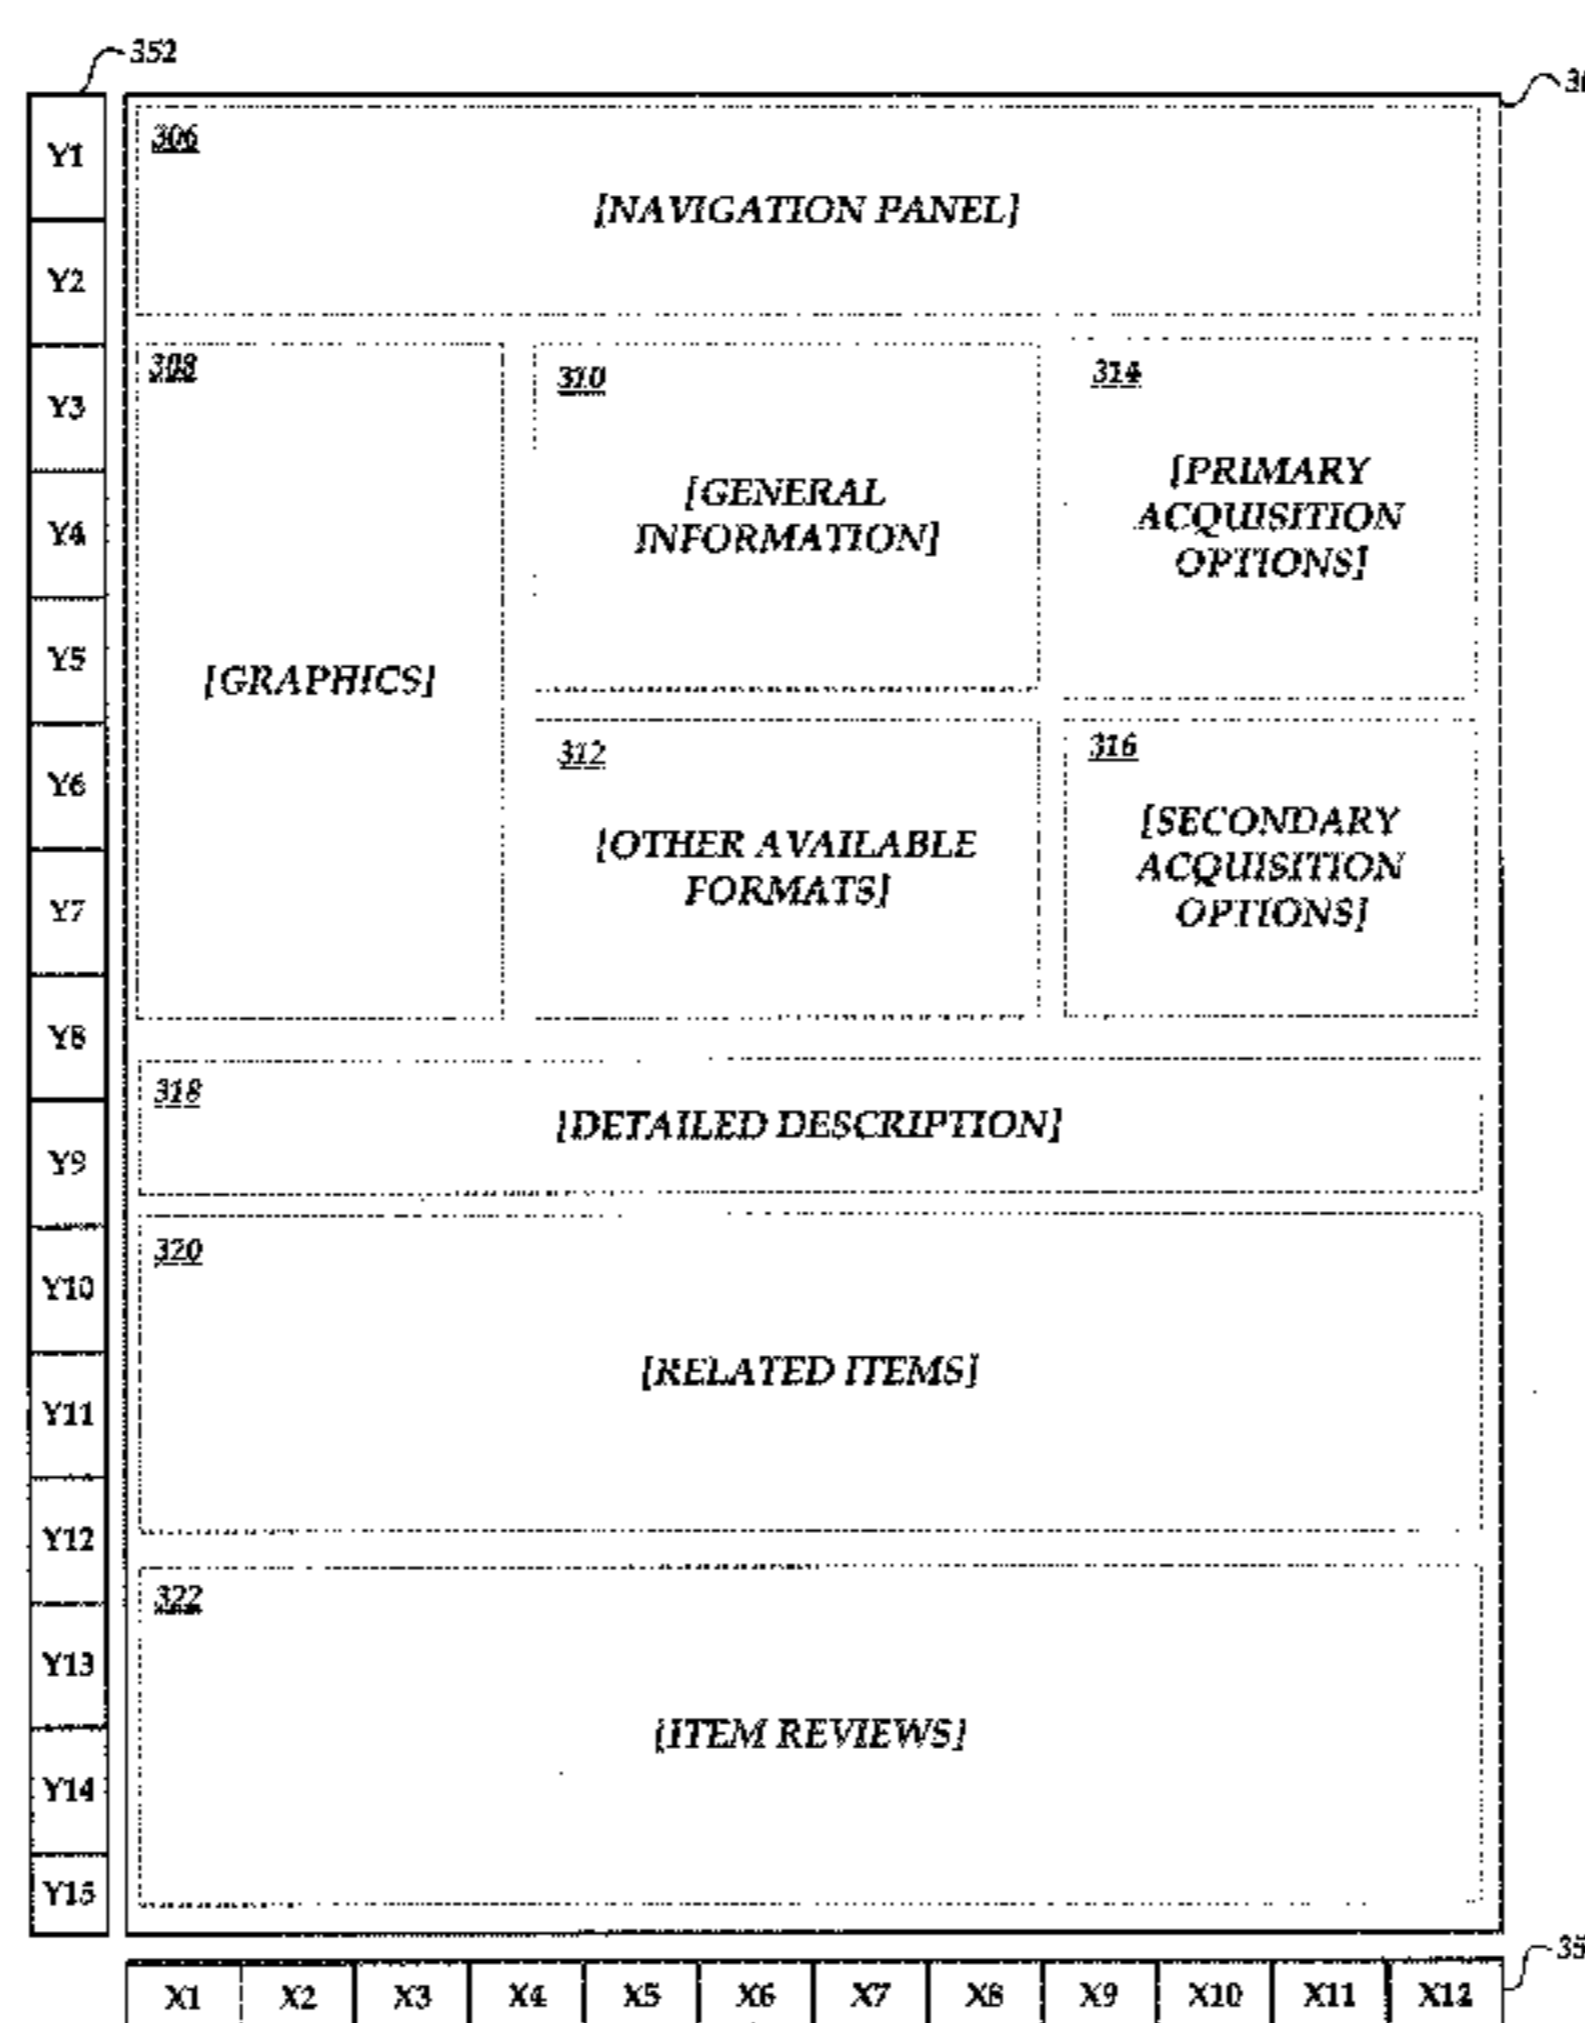 352
Y1
Y2
Y3
Y4
Y5
Y6
Y7
Y8
Y9
Y10
Y11
Y12
Y13
Y14
Y15
306
[NAVIGATION PANEL]
308
[GRAPHICS]
310
[GENERAL
INFORMATION]
314
[PRIMARY
ACQUISITION
OPTIONS]
312
[OTHER AVAILABLE
FORMATS]
316
[SECONDARY
ACQUISITION
OPTIONS]
318
[DETAILED DESCRIPTION]
320
[RELATED ITEMS]
322
[ITEM REVIEWS]
X1 X2 X3 X4 X5 X6 X7 X8 X9 X10 X11 X12